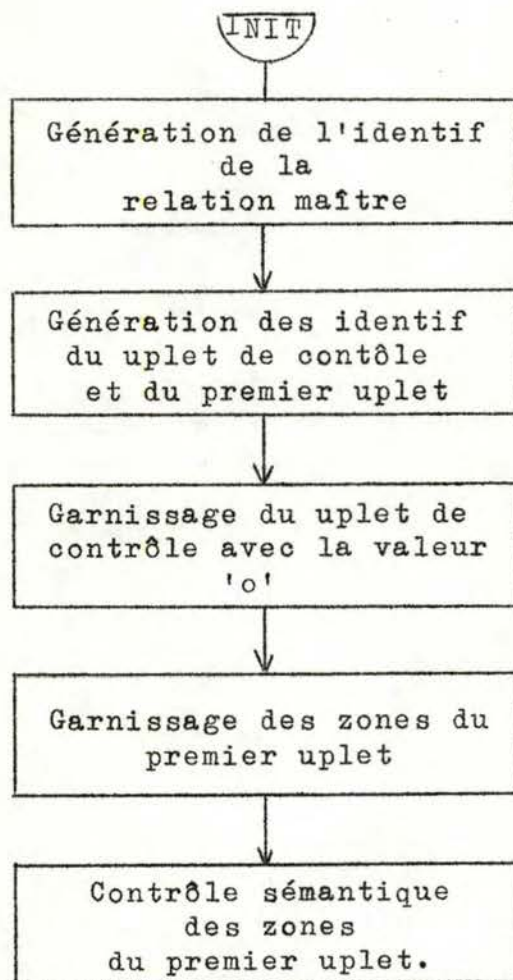 INIT
Génération de l'identif
de la
relation maître
Génération des identif
du uplet de contôle
et du premier uplet
Garnissage du uplet de
contrôle avec la valeur
'o'
Garnissage des zones du
premier uplet
Contrôle sémantique
des zones
du premier uplet.